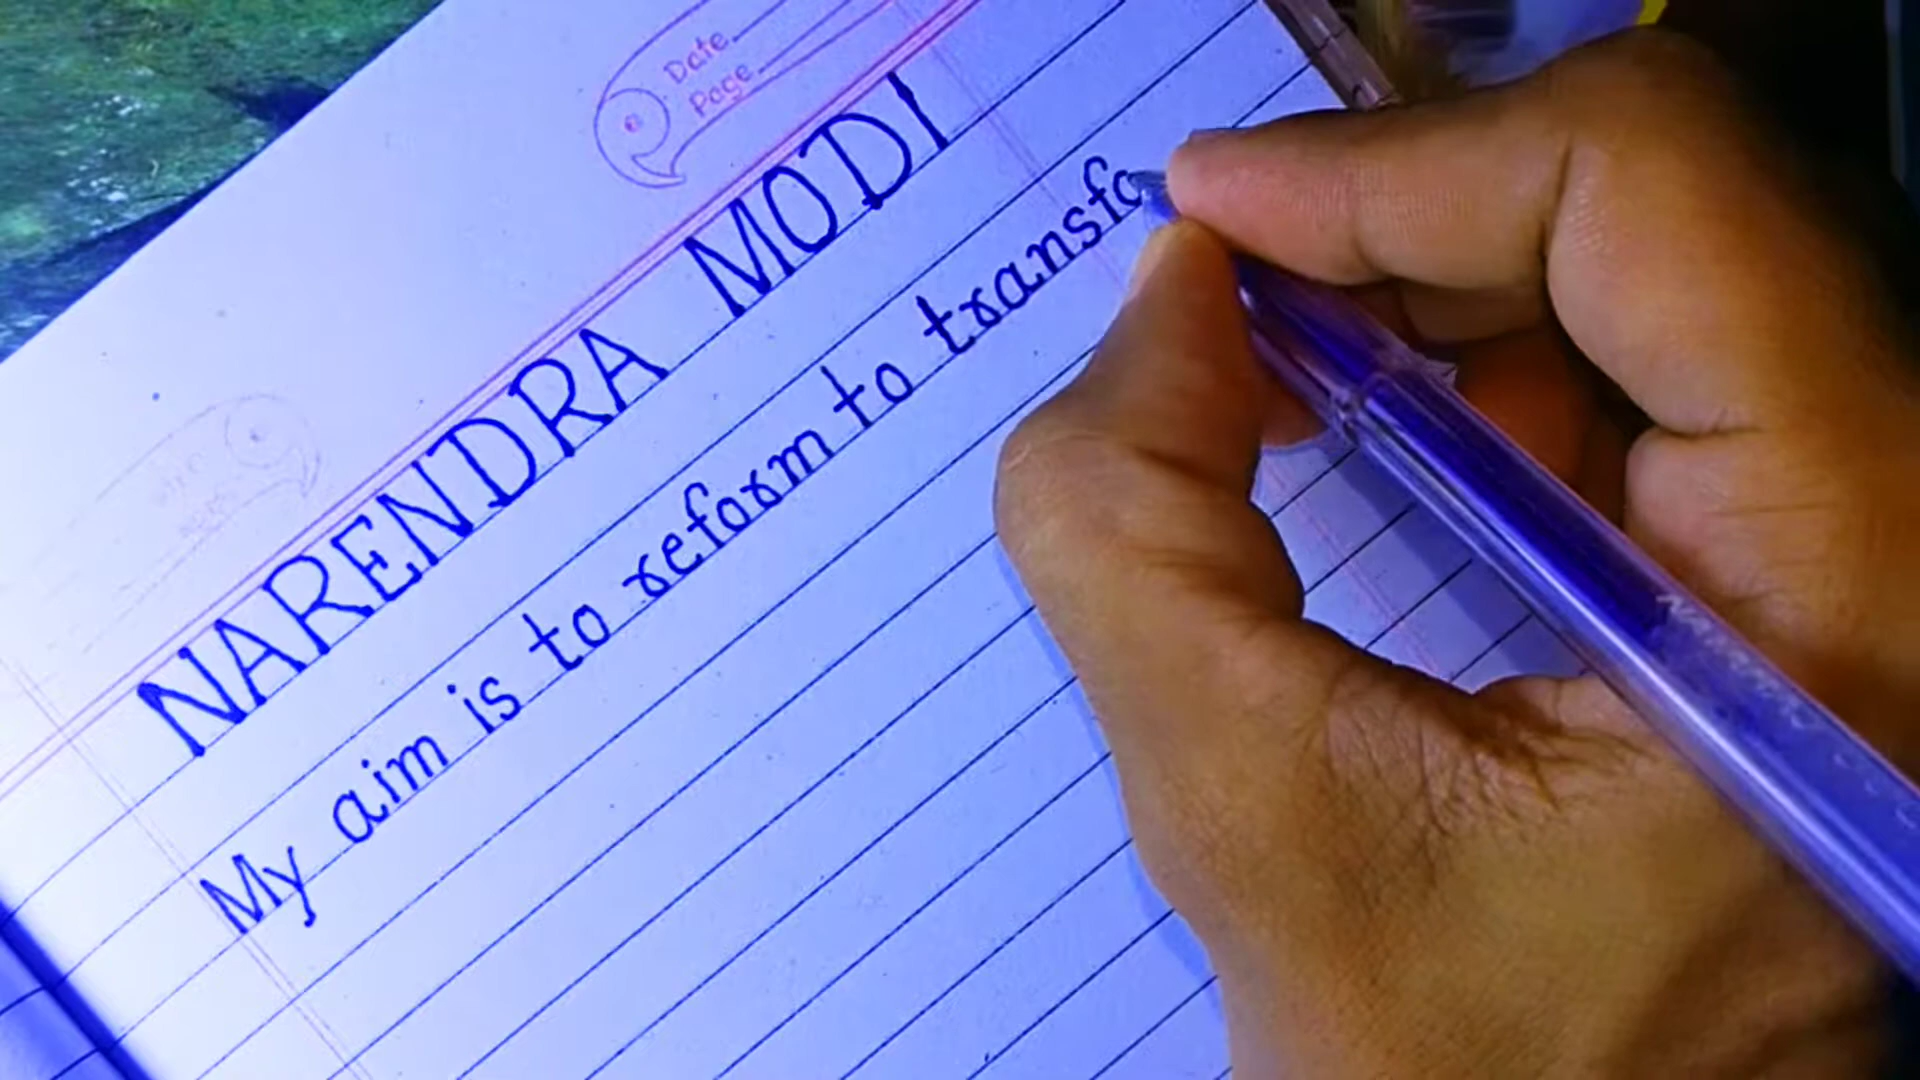 Date
Page
NARENDRA MODI
My aim is to reform to transfo